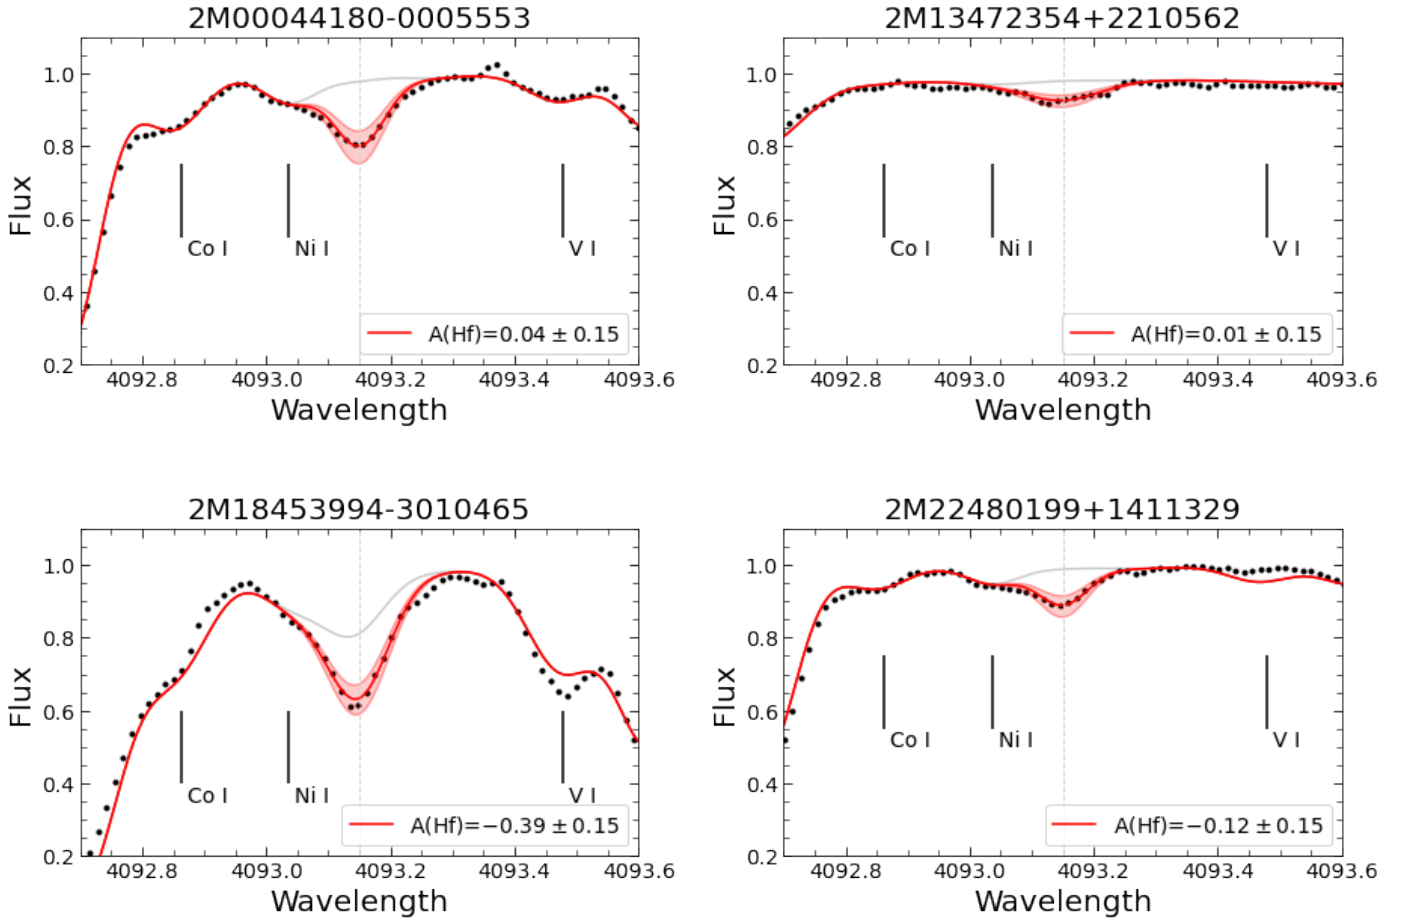 2M00044180-0005553
1.0
0.8
0.6
0.4
0.2
Flux
Co I
Ni I
V I
A(Hf)=0.04 ± 0.15
4092.8
4093.0
4093.2
4093.4
4093.6
Wavelength
2M13472354+2210562
1.0
0.8
0.6
0.4
0.2
Flux
Co I
Ni I
V I
A(Hf)=0.01 ± 0.15
4092.8
4093.0
4093.2
4093.4
4093.6
Wavelength
2M18453994-3010465
1.0
0.8
0.6
0.4
0.2
Flux
Co I
Ni I
V I
A(Hf)=−0.39 ± 0.15
4092.8
4093.0
4093.2
4093.4
4093.6
Wavelength
2M22480199+1411329
1.0
0.8
0.6
0.4
0.2
Flux
Co I
Ni I
V I
A(Hf)=−0.12 ± 0.15
4092.8
4093.0
4093.2
4093.4
4093.6
Wavelength